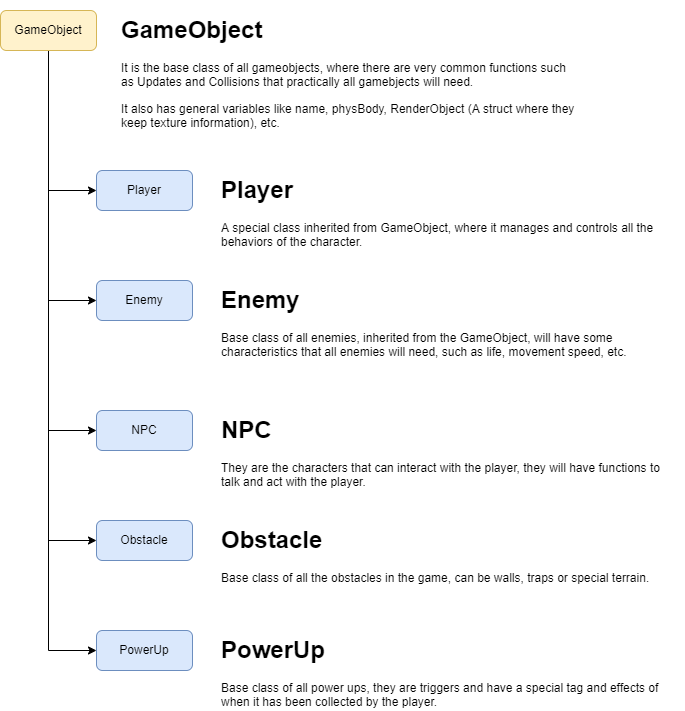 GameObject
GameObject
It is the base class of all gameobjects, where there are very common functions such
as Updates and Collisions that practically all gamebjects will need.
It also has general variables like name, physBody, RenderObject (A struct where they
keep texture information), etc.
Player
Player
A special class inherited from GameObject, where it manages and controls all the
behaviors of the character.
Enemy
Enemy
Base class of all enemies, inherited from the GameObject, will have some
characteristics that all enemies will need, such as life, movement speed, etc.
NPC
NPC
They are the characters that can interact with the player, they will have functions to
talk and act with the player.
Obstacle
Obstacle
Base class of all the obstacles in the game, can be walls, traps or special terrain.
PowerUp
PowerUp
Base class of all power ups, they are triggers and have a special tag and effects of
when it has been collected by the player.